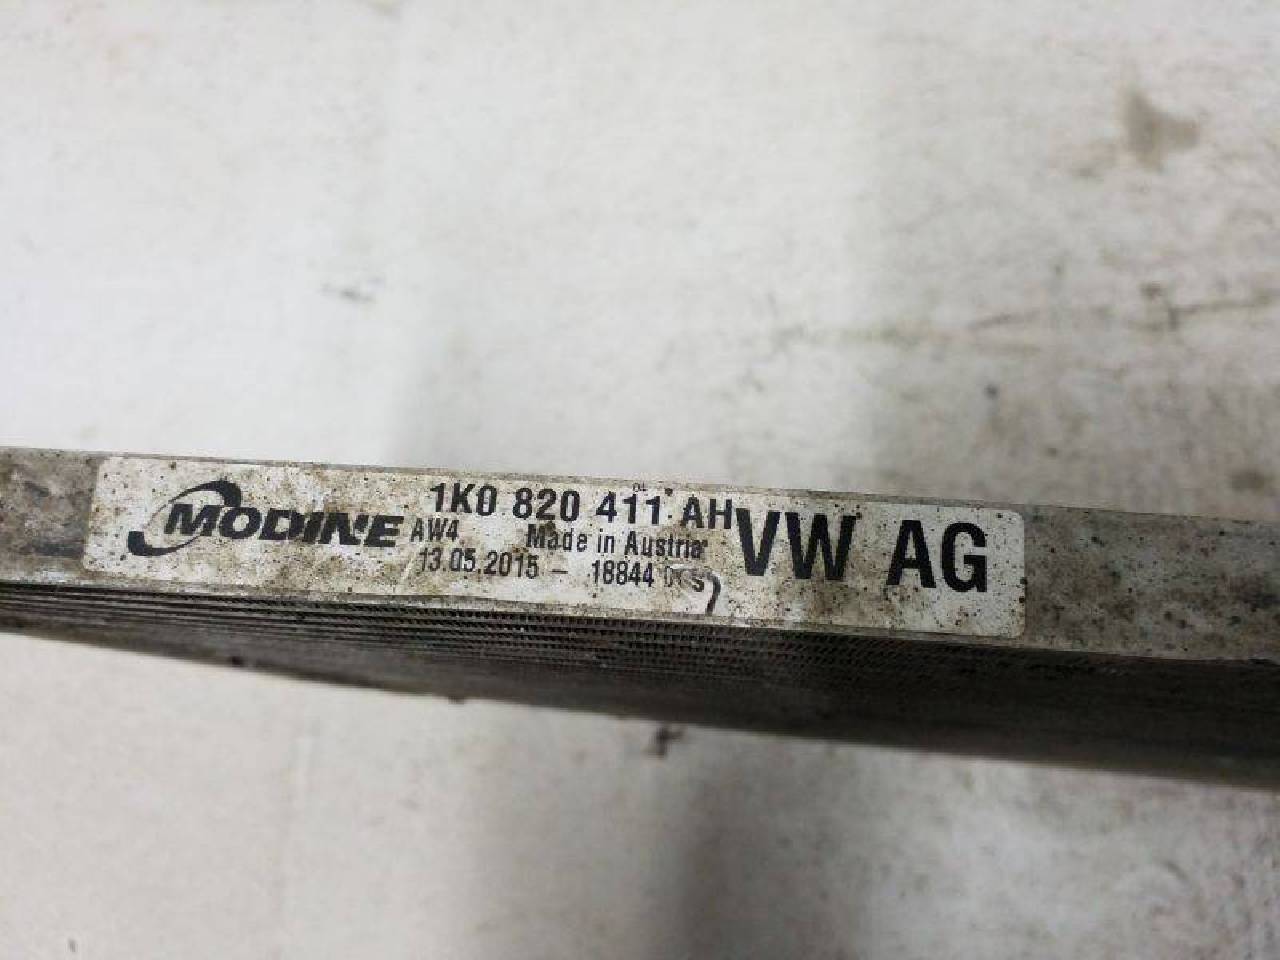 MODINE
1K0 820 411 AH
AW4 Made in Austria
13.05.2015 - 18844
VW AG